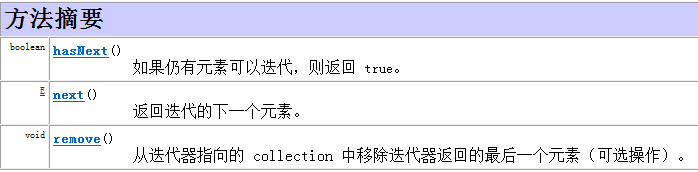 方法摘要
boolean hasNext()
如果仍有元素可以迭代，则返回 true。
E next()
返回迭代的下一个元素。
void remove()
从迭代器指向的 collection 中移除迭代器返回的最后一个元素（可选操作）。